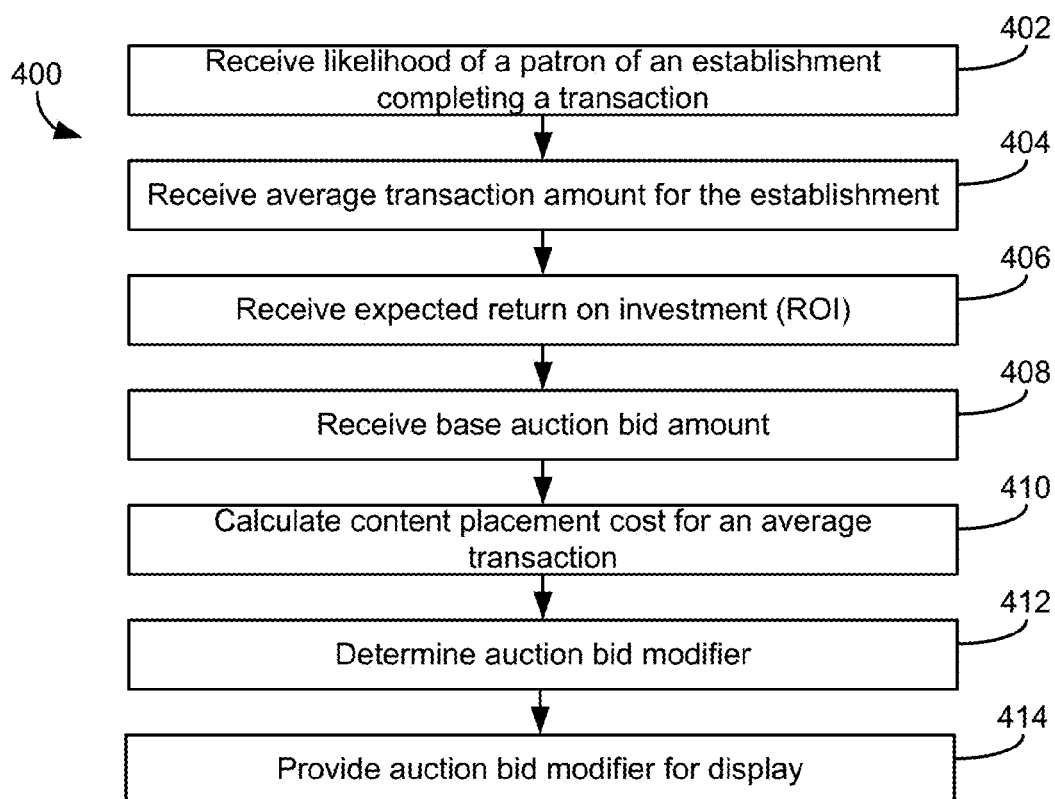 400
402
Receive likelihood of a patron of an establishment
completing a transaction
404
Receive average transaction amount for the establishment
406
Receive expected return on investment (ROI)
408
Receive base auction bid amount
410
Calculate content placement cost for an average
transaction
412
Determine auction bid modifier
414
Provide auction bid modifier for display